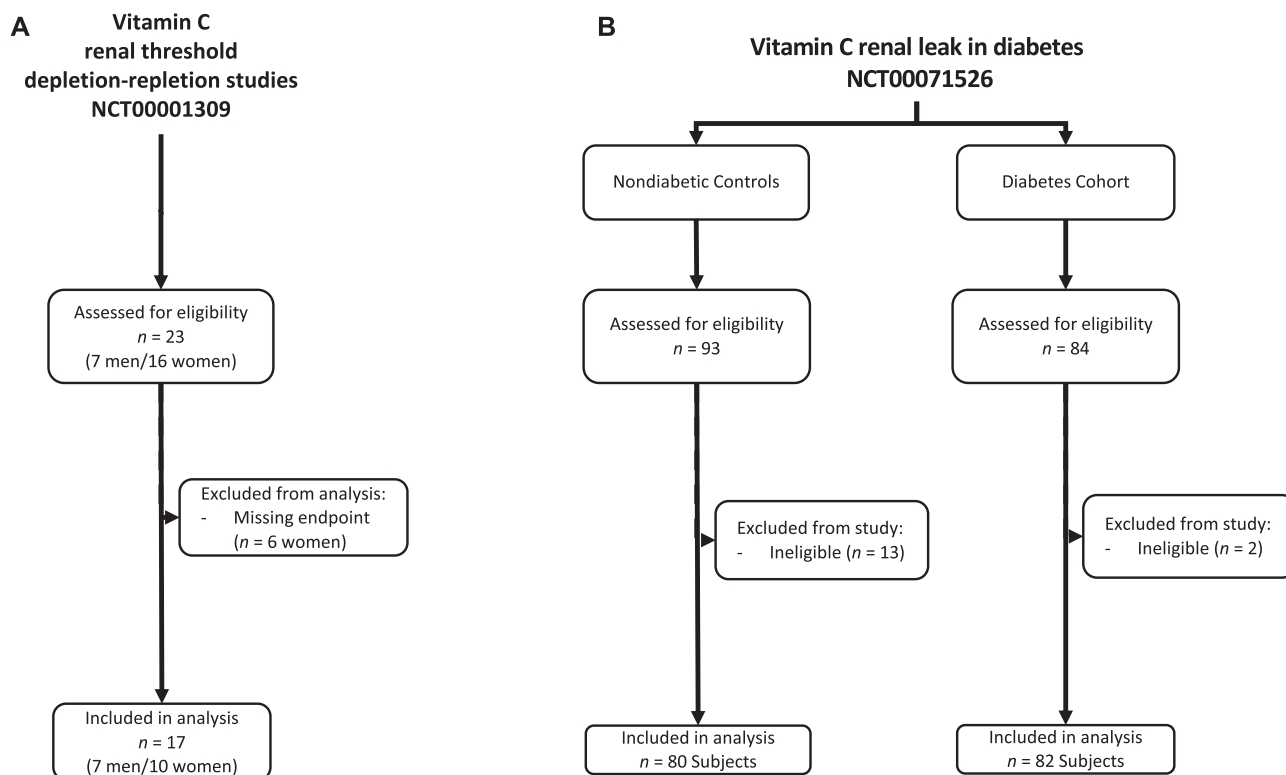 A
Vitamin C
renal threshold
depletion-repletion studies
NCT00001309
Assessed for eligibility
n = 23
(7 men/16 women)
Excluded from analysis:
- Missing endpoint
(n = 6 women)
Included in analysis
n = 17
(7 men/10 women)
B
Vitamin C renal leak in diabetes
NCT00071526
Nondiabetic Controls
Diabetes Cohort
Assessed for eligibility
n = 93
Assessed for eligibility
n = 84
Excluded from study:
- Ineligible (n = 13)
Excluded from study:
- Ineligible (n = 2)
Included in analysis
n = 80 Subjects
Included in analysis
n = 82 Subjects